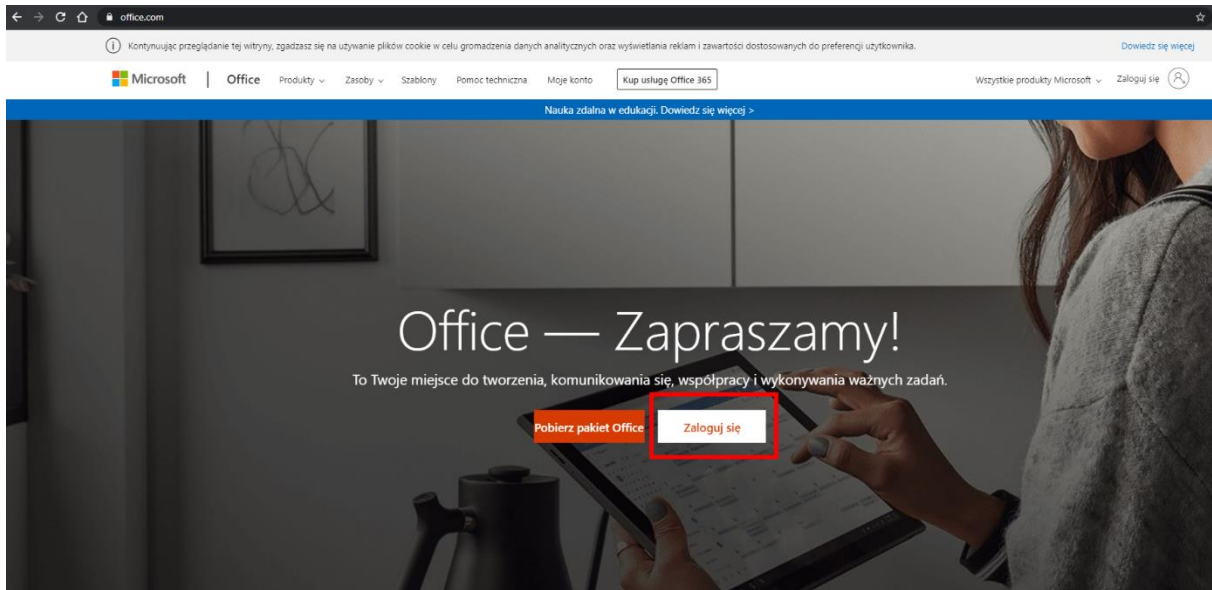 office.com
Kontynuując przeglądanie tej witryny, zgadzasz się na używanie plików cookie w celu gromadzenia danych analitycznych oraz wyświetlania reklam i zawartości dostosowanych do preferencji użytkownika. Dowiedz się więcej
Microsoft Office Produkty Zasoby Szablony Pomoc techniczna Moje konto Kup usługę Office 365 Wszystkie produkty Microsoft Zaloguj się
Nauka zdalna w edukacji. Dowiedz się więcej >
Office — Zapraszamy!
To Twoje miejsce do tworzenia, komunikowania się, współpracy i wykonywania ważnych zadań.
Pobierz pakiet Office Zaloguj się